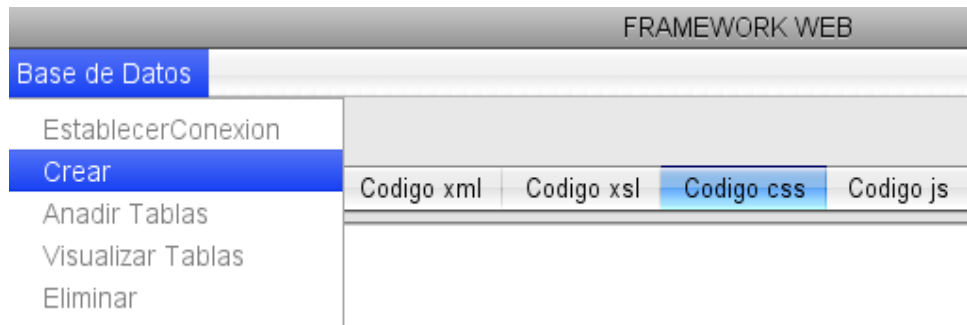 FRAMEWORK WEB
Base de Datos
EstablecerConexion
Crear
Codigo xml Codigo xsl Codigo css Codigo js
Anadir Tablas
Visualizar Tablas
Eliminar